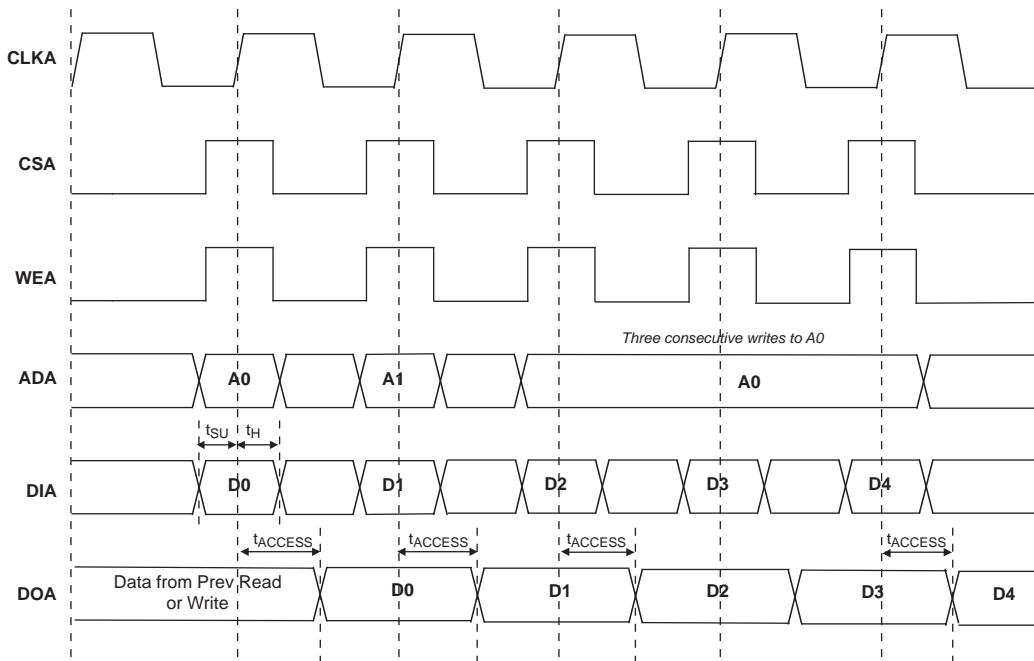 CLKA
CSA
WEA
Three consecutive writes to A0
ADA
A0
A1
A0
tSU
tH
DIA
D0
D1
D2
D3
D4
tACCESS
tACCESS
tACCESS
tACCESS
DOA
Data from Prev Read
or Write
D0
D1
D2
D3
D4